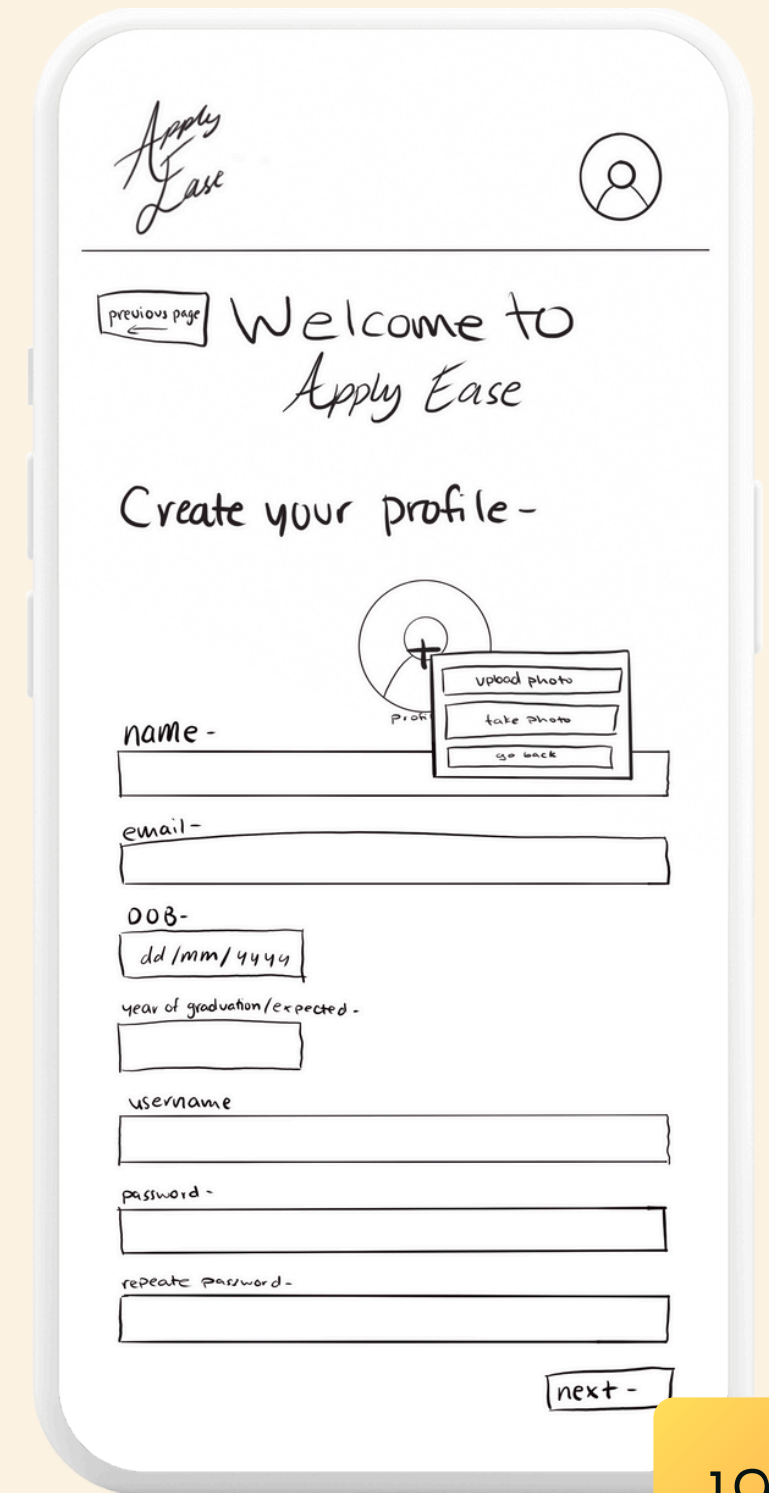 Apply
Ease
previous page
Welcome to
Apply Ease
Create your profile-
upload photo
take photo
go back
name-
email-
DOB-
dd/mm/yyyy
year of graduation/expected-
username
password-
repeate password-
next-